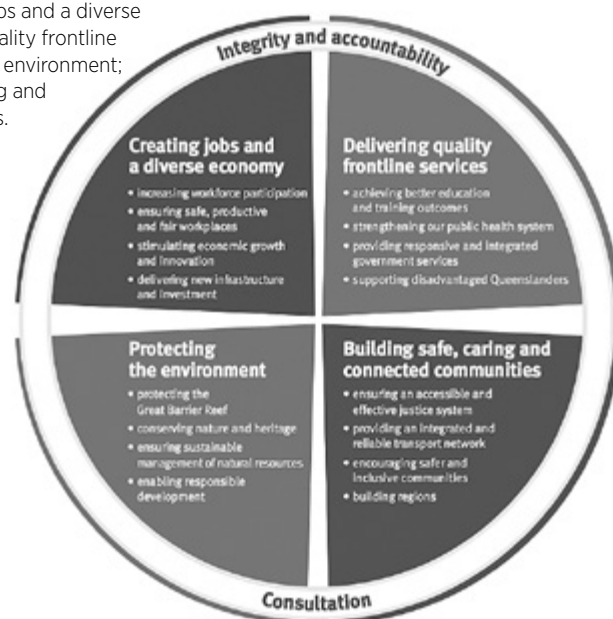 bs and a diverse
ality frontline
environment;
g and
s.
Integrity and accountability
Creating jobs and
a diverse economy
• increasing workforce participation
• ensuring safe, productive
and fair workplaces
• stimulating economic growth
and innovation
• delivering new infrastructure
and investment
Delivering quality
frontline services
• achieving better education
and training outcomes
• strengthening our public health system
• providing responsive and integrated
government services
• supporting disadvantaged Queenslanders
Protecting
the environment
• protecting the
Great Barrier Reef
• conserving nature and heritage
• ensuring sustainable
management of natural resources
• enabling responsible
development
Building safe, caring and
connected communities
• ensuring an accessible and
effective justice system
• providing an integrated and
reliable transport network
• encouraging safer and
inclusive communities
• building regions
Consultation